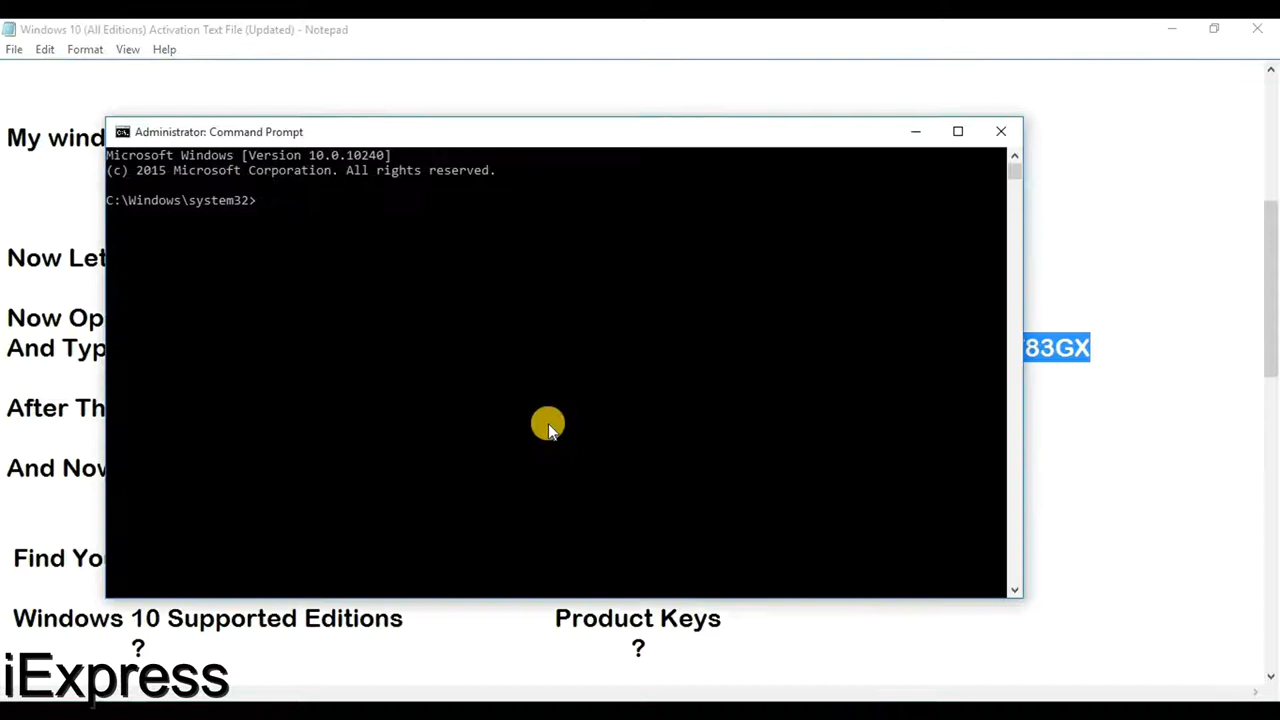 Windows 10 (All Editions) Activation Text File (Updated) - Notepad
File Edit Format View Help
My wind
Administrator: Command Prompt
Microsoft Windows [Version 10.0.10240]
(c) 2015 Microsoft Corporation. All rights reserved.
C:\Windows\system32>
Now Let
Now Op
And Typ 83GX
After Th
And Now
Find Yo
Windows 10 Supported Editions Product Keys
? ?
iExpress